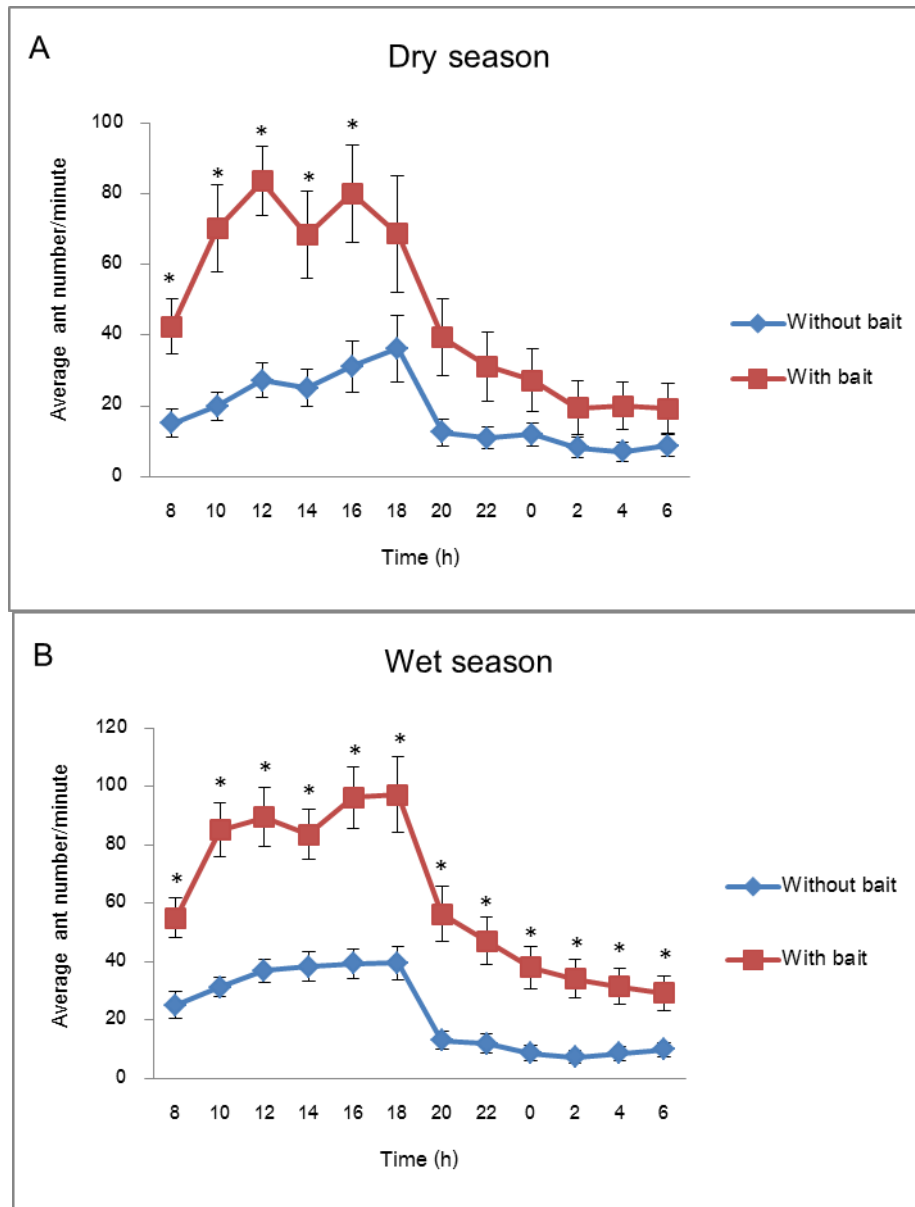 A
Dry season
Average ant number/minute
100
80
60
40
20
0
* * * * *
8 10 12 14 16 18 20 22 0 2 4 6
Time (h)
Without bait
With bait
B
Wet season
Average ant number/minute
120
100
80
60
40
20
0
* * * * * * * * * * * *
8 10 12 14 16 18 20 22 0 2 4 6
Time (h)
Without bait
With bait